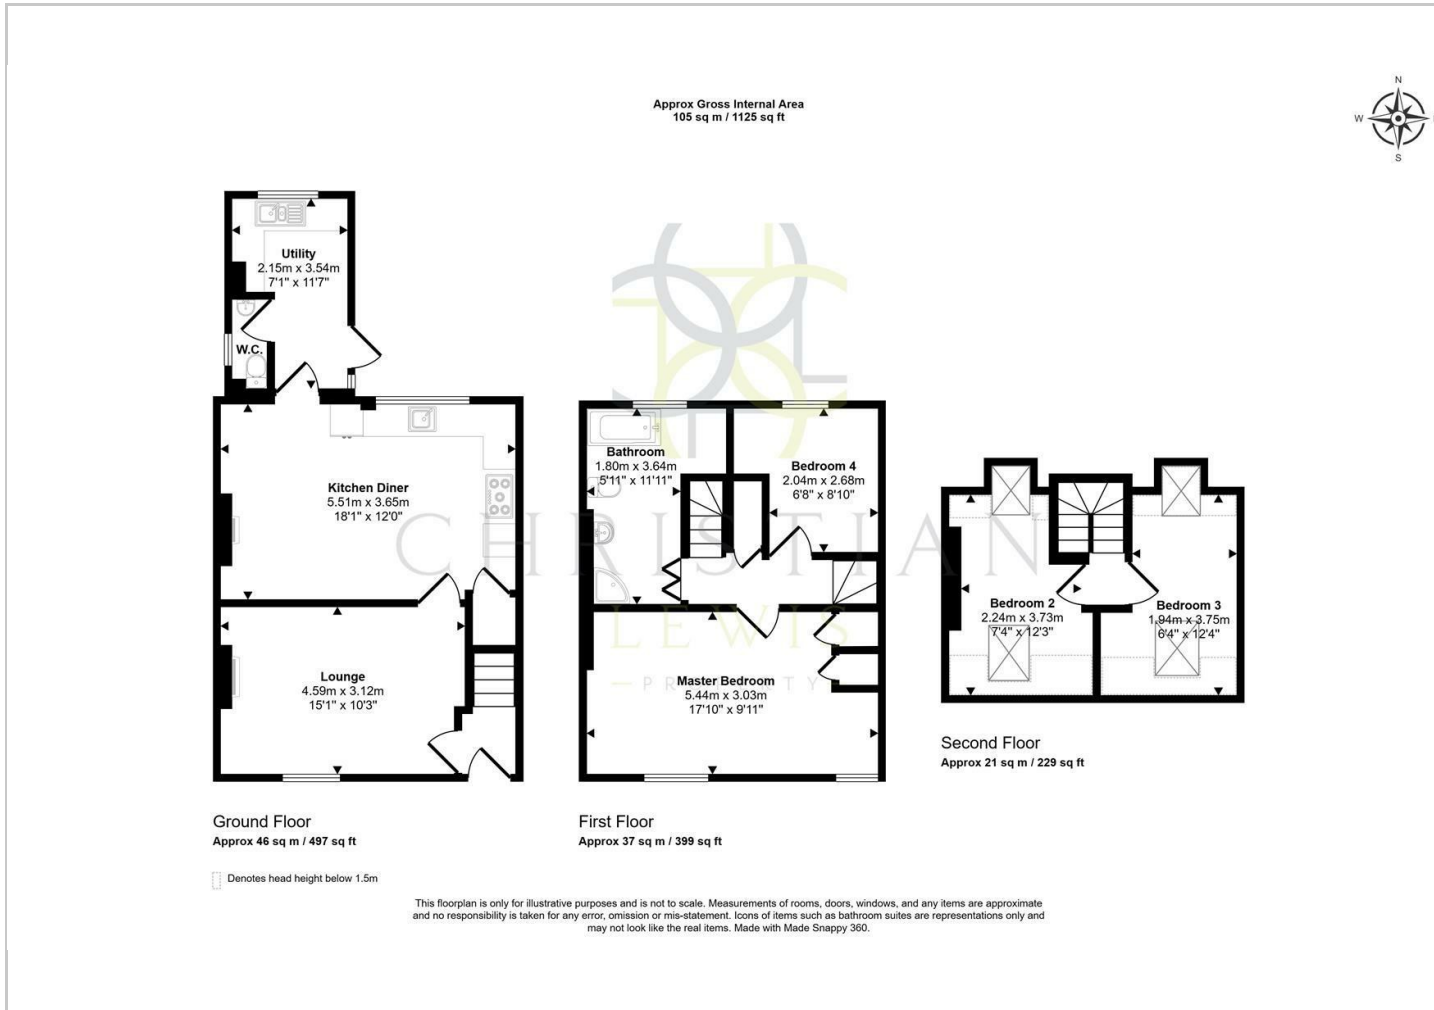 Approx Gross Internal Area
105 sq m / 1125 sq ft
N
W
S
Utility
2.15m x 3.54m
7'1" x 11'7"
W.C.
Kitchen Diner
5.51m x 3.65m
18'1" x 12'0"
Lounge
4.59m x 3.12m
15'1" x 10'3"
Ground Floor
Approx 46 sq m / 497 sq ft
Bathroom
1.80m x 3.64m
5'11" x 11'11"
Bedroom 4
2.04m x 2.68m
6'8" x 8'10"
Master Bedroom
5.44m x 3.03m
17'10" x 9'11"
First Floor
Approx 37 sq m / 399 sq ft
Bedroom 2
2.24m x 3.73m
7'4" x 12'3"
Bedroom 3
1.94m x 3.75m
6'4" x 12'4"
Second Floor
Approx 21 sq m / 229 sq ft
CHRISTIAN
LEWIS
PROPERTY
Denotes head height below 1.5m
This floorplan is only for illustrative purposes and is not to scale. Measurements of rooms, doors, windows, and any items are approximate
and no responsibility is taken for any error, omission or mis-statement. Icons of items such as bathroom suites are representations only and
may not look like the real items. Made with Made Snappy 360.